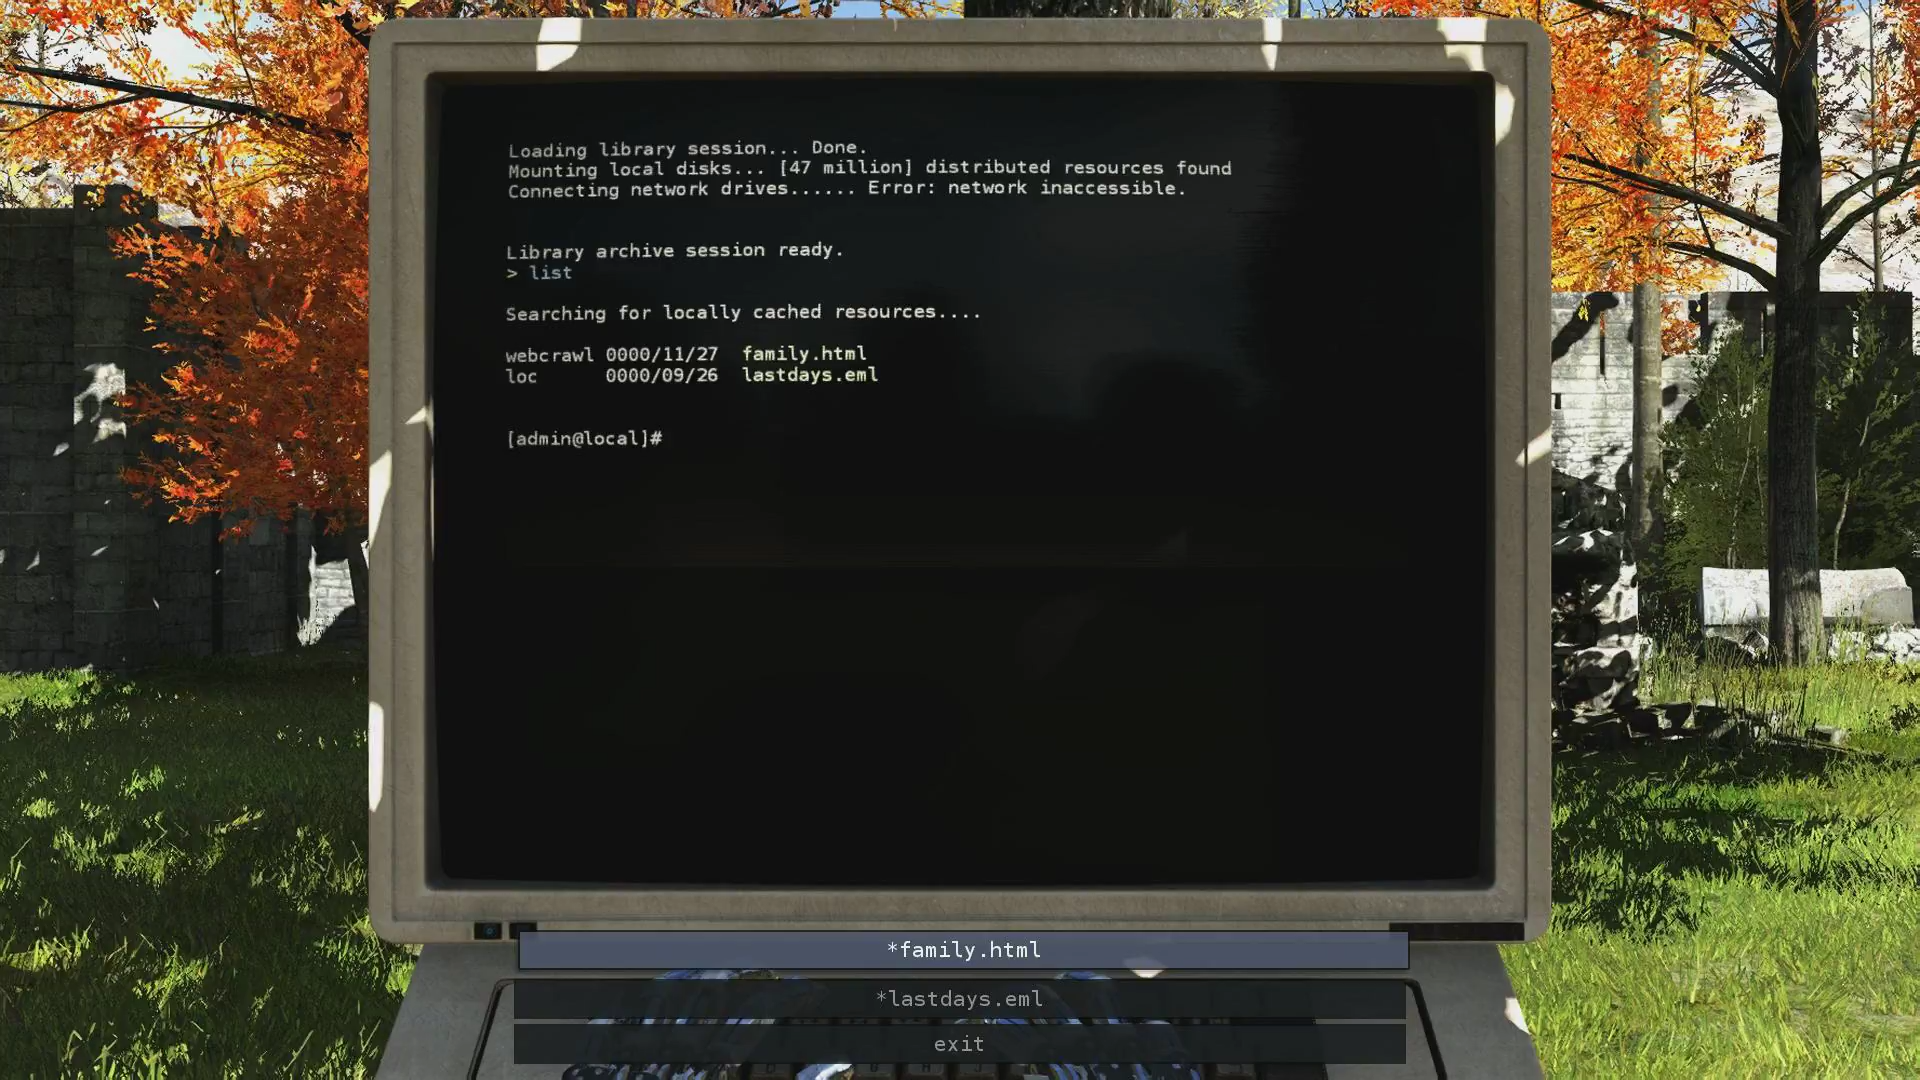 Loading library session... Done.
Mounting local disks... [47 million] distributed resources found
Connecting network drives...... Error: network inaccessible.
Library archive session ready.
> list
Searching for locally cached resources....
webcrawl 0000/11/27 family.html
loc 0000/09/26 lastdays.eml
[admin@local]#
*family.html
*lastdays.eml
exit